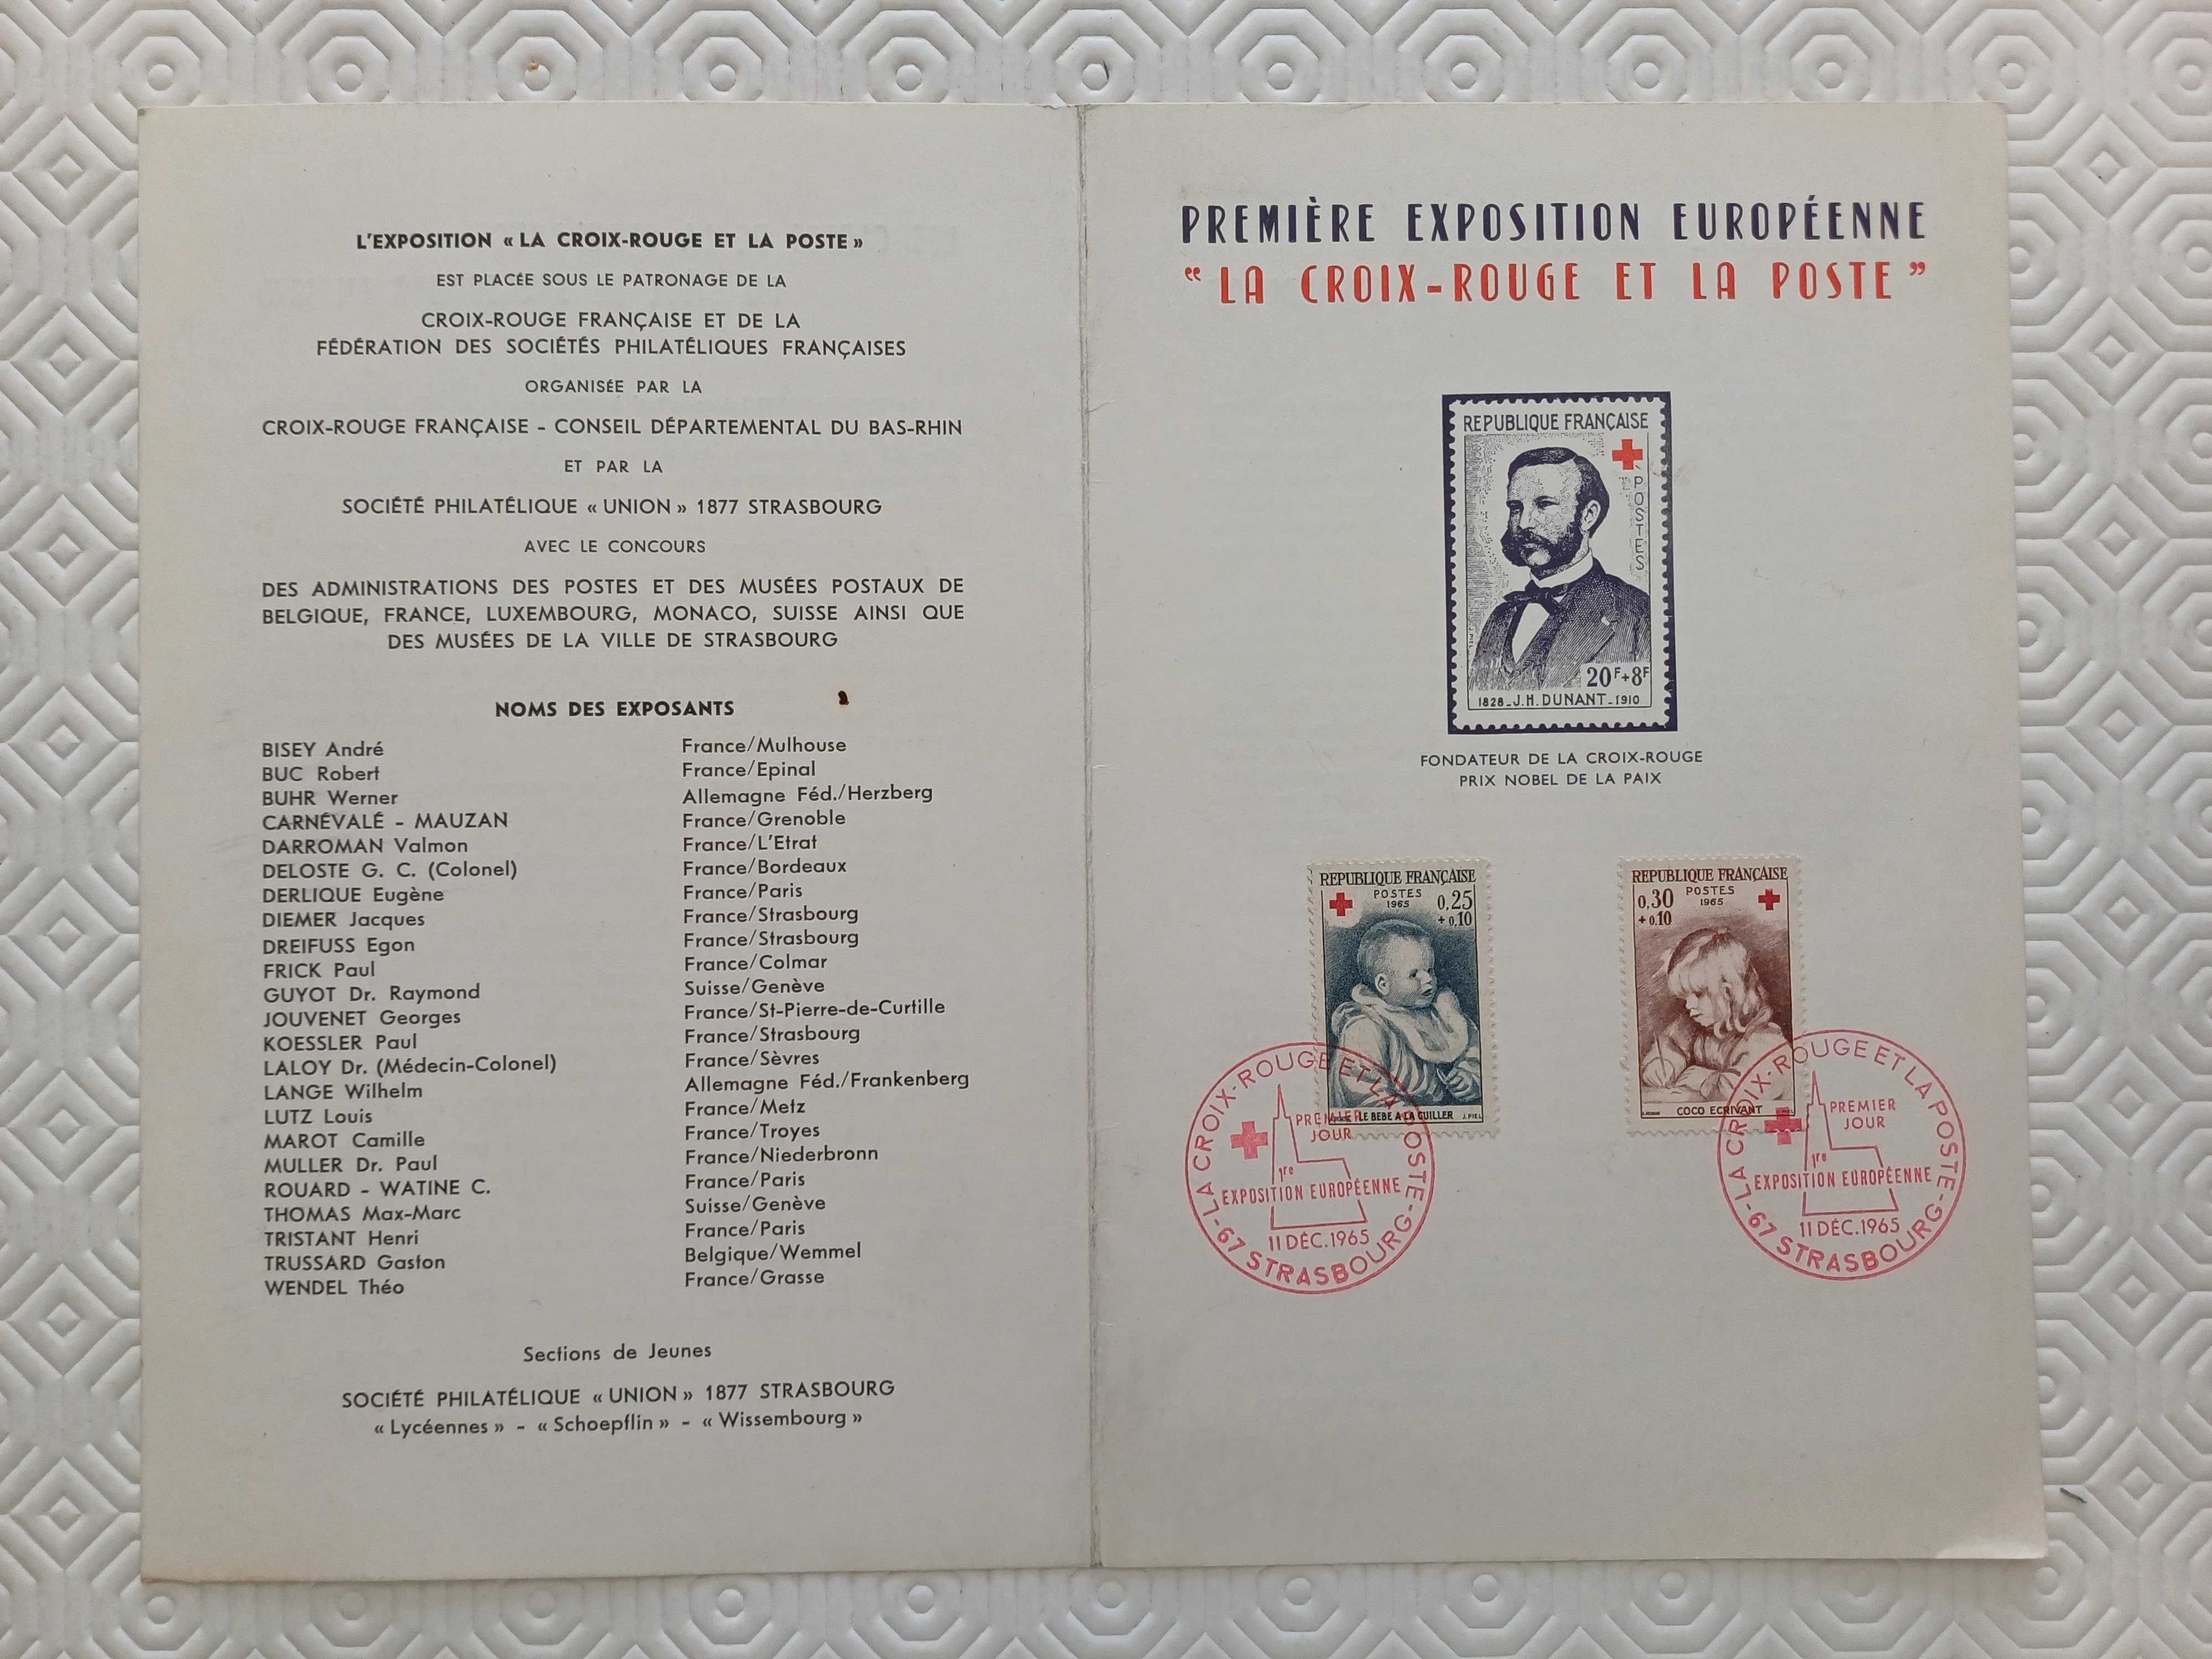 L'EXPOSITION « LA CROIX-ROUGE ET LA POSTE »
EST PLACÉE SOUS LE PATRONAGE DE LA
CROIX-ROUGE FRANÇAISE ET DE LA
FÉDÉRATION DES SOCIÉTÉS PHILATÉLIQUES FRANÇAISES
ORGANISÉE PAR LA
CROIX-ROUGE FRANÇAISE - CONSEIL DÉPARTEMENTAL DU BAS-RHIN
ET PAR LA
SOCIÉTÉ PHILATÉLIQUE « UNION » 1877 STRASBOURG
AVEC LE CONCOURS
DES ADMINISTRATIONS DES POSTES ET DES MUSÉES POSTAUX DE
BELGIQUE, FRANCE, LUXEMBOURG, MONACO, SUISSE AINSI QUE
DES MUSÉES DE LA VILLE DE STRASBOURG
NOMS DES EXPOSANTS
BISEY André France/Mulhouse
BUC Robert France/Epinal
BUHR Werner Allemagne Féd./Herzberg
CARNÉVALÉ - MAUZAN France/Grenoble
DARROMAN Valmon France/L'Etrat
DELOSTE G. C. (Colonel) France/Bordeaux
DERLIQUE Eugène France/Paris
DIEMER Jacques France/Strasbourg
DREIFUSS Egon France/Strasbourg
FRICK Paul France/Colmar
GUYOT Dr. Raymond Suisse/Genève
JOUVENET Georges France/St-Pierre-de-Curtille
KOESSLER Paul France/Strasbourg
LALOY Dr. (Médecin-Colonel) France/Sèvres
LANGE Wilhelm Allemagne Féd./Frankenberg
LUTZ Louis France/Metz
MAROT Camille France/Troyes
MULLER Dr. Paul France/Niederbronn
ROUARD - WATINE C. France/Paris
THOMAS Max-Marc Suisse/Genève
TRISTANT Henri France/Paris
TRUSSARD Gaston Belgique/Wemmel
WENDEL Théo France/Grasse
Sections de Jeunes
SOCIÉTÉ PHILATÉLIQUE « UNION » 1877 STRASBOURG
« Lycéennes » - « Schoepflin » - « Wissembourg »
PREMIÈRE EXPOSITION EUROPÉENNE
“ LA CROIX-ROUGE ET LA POSTE ”
REPUBLIQUE FRANÇAISE
POSTES
20F+8F
1828_J.H. DUNANT_1910
FONDATEUR DE LA CROIX-ROUGE
PRIX NOBEL DE LA PAIX
REPUBLIQUE FRANÇAISE
POSTES
1965
0,25
+ 0,10
LE BEBE A LA CUILLER
J. PIEL
REPUBLIQUE FRANÇAISE
0,30
+ 0,10
POSTES
1965
COCO ECRIVANT
LA CROIX-ROUGE ET LA POSTE
PREMIER
JOUR
1re
EXPOSITION EUROPÉENNE
11 DÉC. 1965
- 67 STRASBOURG -
LA CROIX-ROUGE ET LA POSTE
PREMIER
JOUR
1re
EXPOSITION EUROPÉENNE
11 DÉC. 1965
- 67 STRASBOURG -